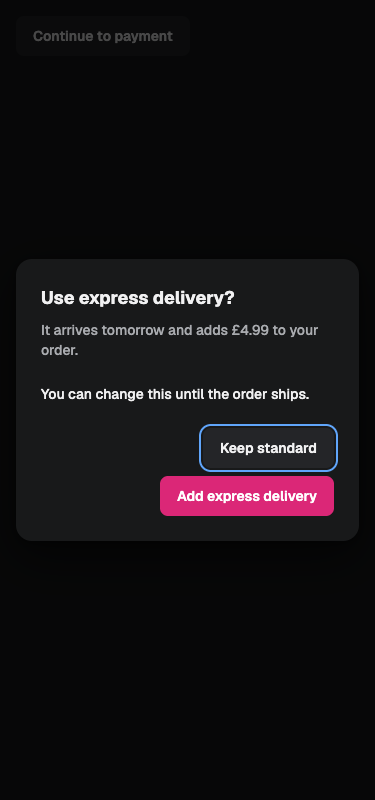 Continue to payment
Use express delivery?
It arrives tomorrow and adds £4.99 to your
order.
You can change this until the order ships.
Keep standard
Add express delivery